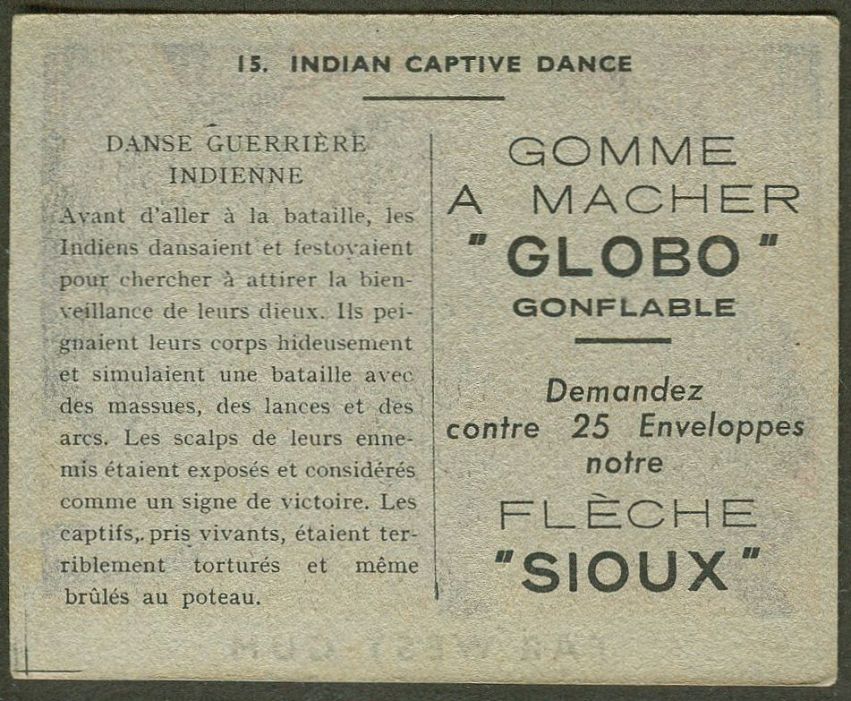 15. INDIAN CAPTIVE DANCE
DANSE GUERRIÈRE
INDIENNE
Avant d'aller à la bataille, les
Indiens dansaient et festoyaient
pour chercher à attirer la bien-
veillance de leurs dieux. Ils pei-
gnaient leurs corps hideusement
et simulaient une bataille avec
des massues, des lances et des
arcs. Les scalps de leurs enne-
mis étaient exposés et considérés
comme un signe de victoire. Les
captifs, pris vivants, étaient ter-
riblement torturés et même
brûlés au poteau.
GOMME
A MACHER
"GLOBO"
GONFLABLE
Demandez
contre 25 Enveloppes
notre
FLÈCHE
"SIOUX"
FAR WEST GUM